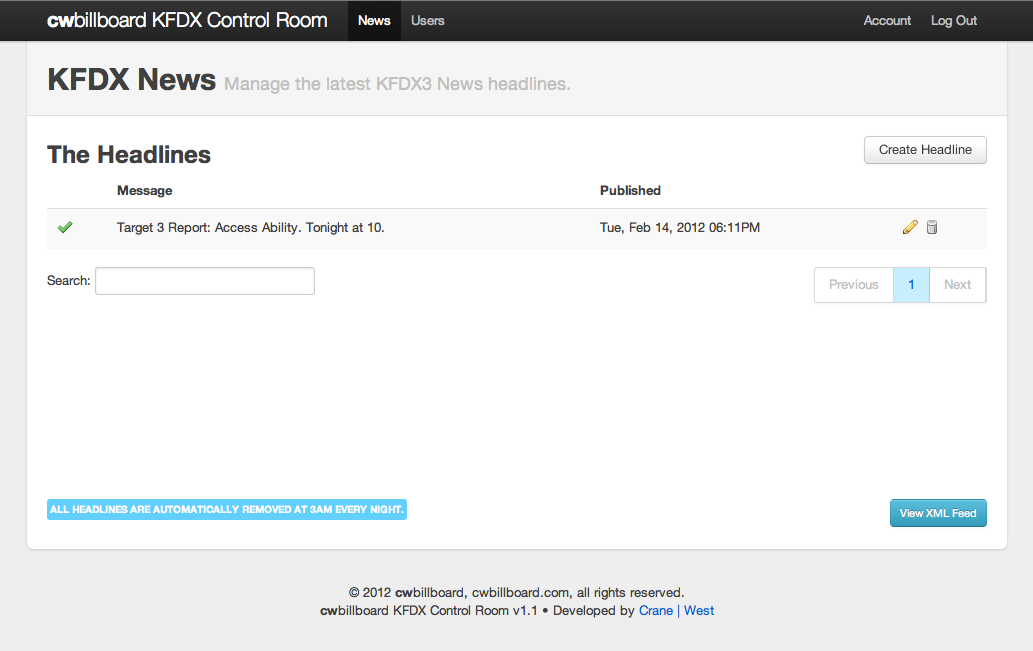 cwbillboard KFDX Control Room News Users Account Log Out
KFDX News Manage the latest KFDX3 News headlines.
The Headlines Create Headline
Message Published
Target 3 Report: Access Ability. Tonight at 10. Tue, Feb 14, 2012 06:11PM
Search: Previous 1 Next
ALL HEADLINES ARE AUTOMATICALLY REMOVED AT 3AM EVERY NIGHT. View XML Feed
© 2012 cwbillboard, cwbillboard.com, all rights reserved.
cwbillboard KFDX Control Room v1.1 • Developed by Crane | West